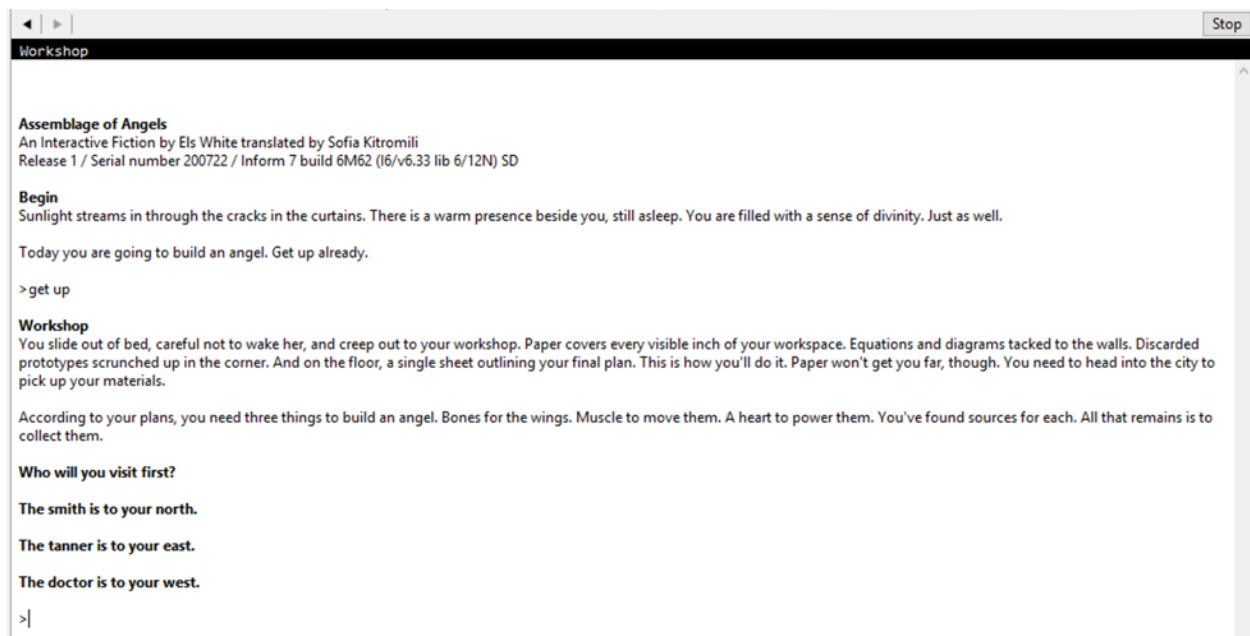 Stop
Workshop
Assemblage of Angels
An Interactive Fiction by Els White translated by Sofia Kitromili
Release 1 / Serial number 200722 / Inform 7 build 6M62 (I6/v6.33 lib 6/12N) SD
Begin
Sunlight streams in through the cracks in the curtains. There is a warm presence beside you, still asleep. You are filled with a sense of divinity. Just as well.
Today you are going to build an angel. Get up already.
>get up
Workshop
You slide out of bed, careful not to wake her, and creep out to your workshop. Paper covers every visible inch of your workspace. Equations and diagrams tacked to the walls. Discarded
prototypes scrunched up in the corner. And on the floor, a single sheet outlining your final plan. This is how you'll do it. Paper won't get you far, though. You need to head into the city to
pick up your materials.
According to your plans, you need three things to build an angel. Bones for the wings. Muscle to move them. A heart to power them. You've found sources for each. All that remains is to
collect them.
Who will you visit first?
The smith is to your north.
The tanner is to your east.
The doctor is to your west.
>